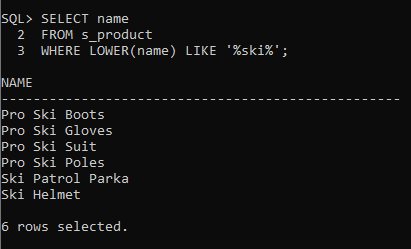 SQL> SELECT name
  2  FROM s_product
  3  WHERE LOWER(name) LIKE '%ski%';
NAME
--------------------------------------------------
Pro Ski Boots
Pro Ski Gloves
Pro Ski Suit
Pro Ski Poles
Ski Patrol Parka
Ski Helmet
6 rows selected.